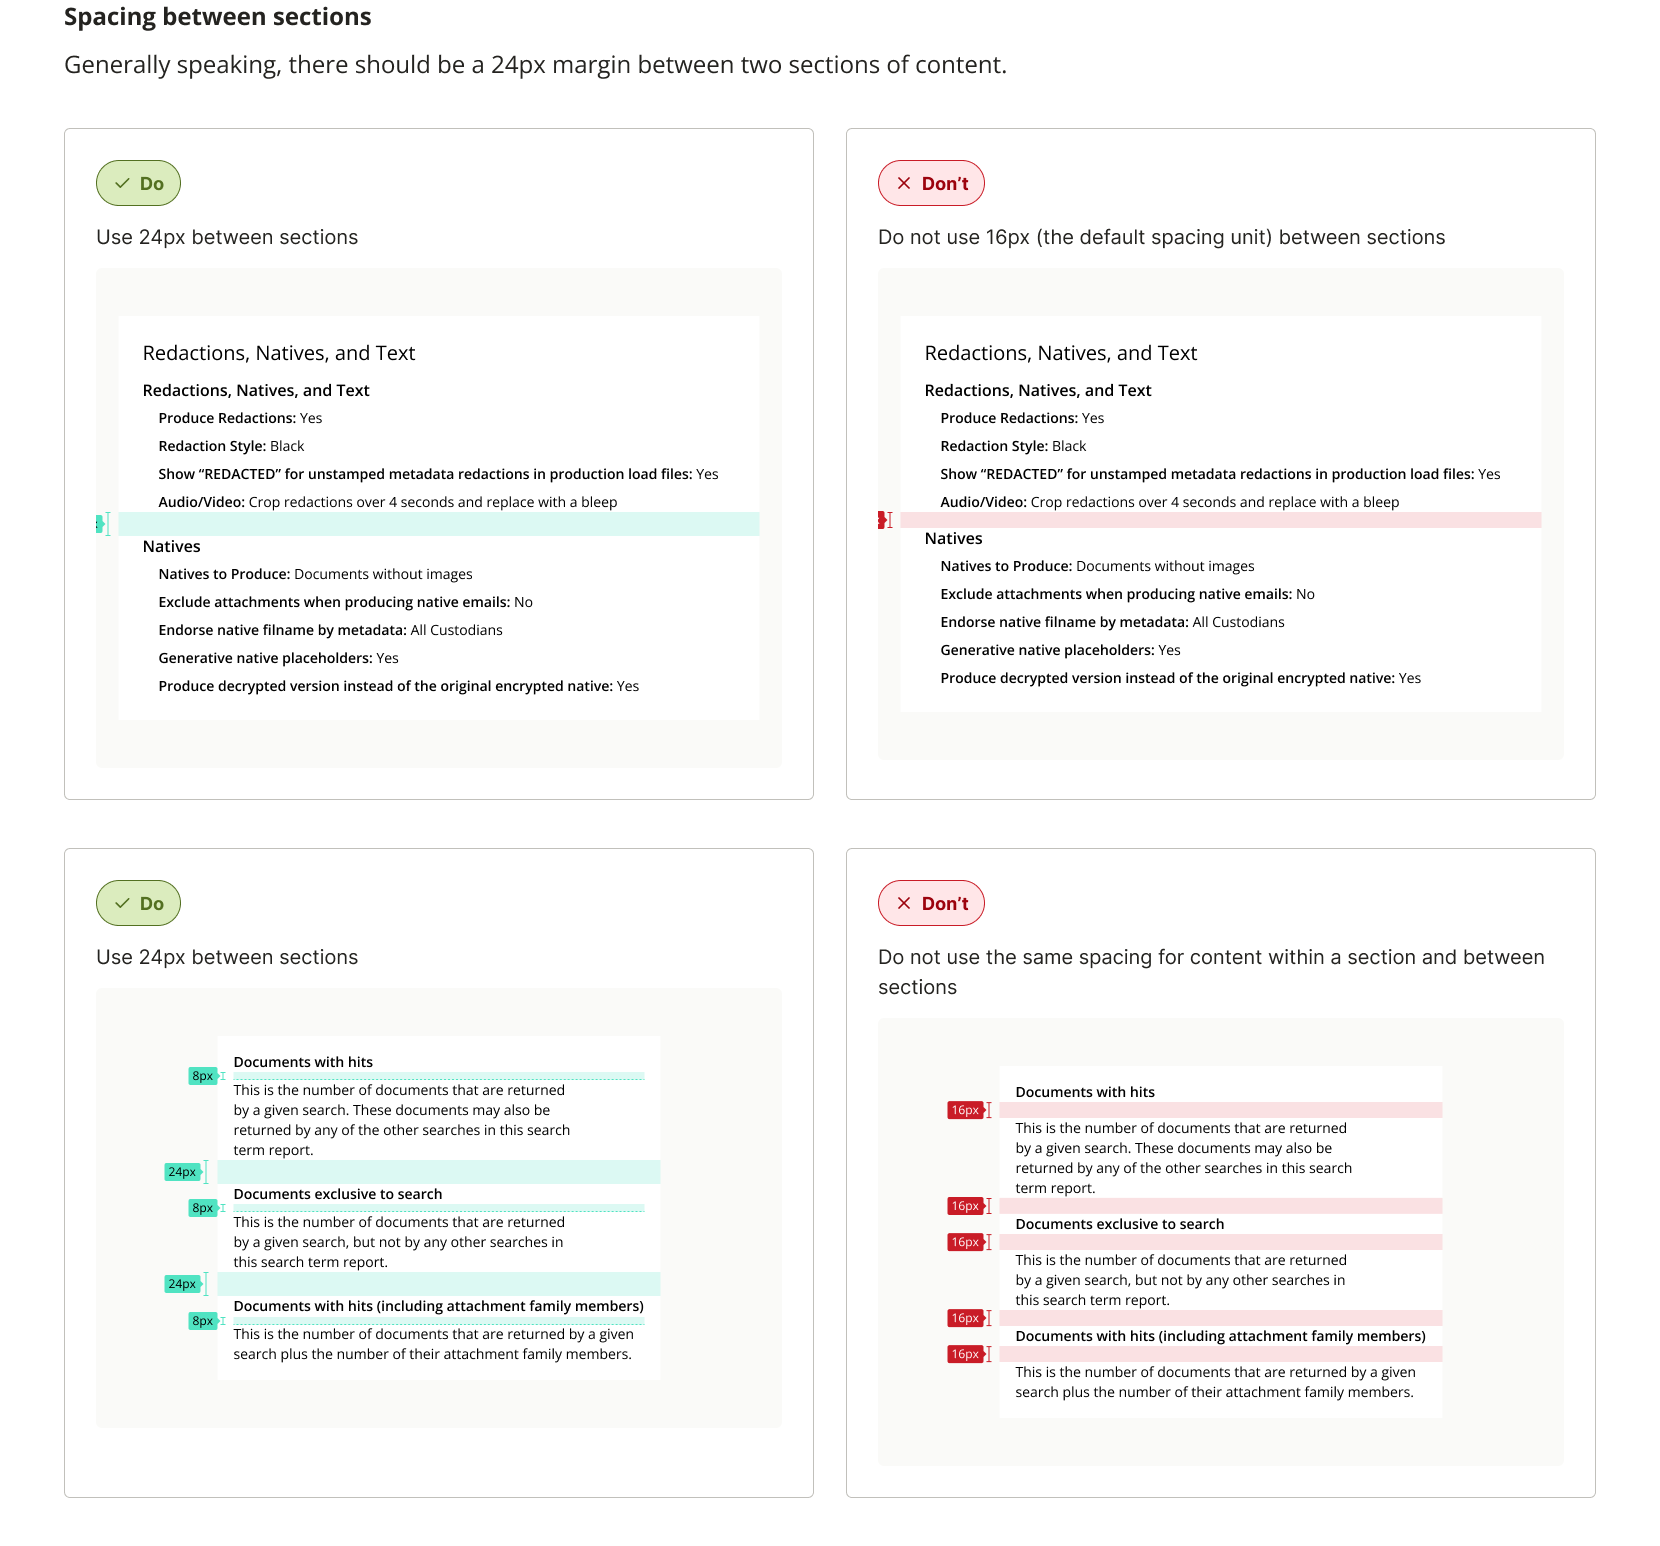 Spacing between sections
Generally speaking, there should be a 24px margin between two sections of content.
Do
Use 24px between sections
Redactions, Natives, and Text
Redactions, Natives, and Text
Produce Redactions: Yes
Redaction Style: Black
Show “REDACTED” for unstamped metadata redactions in production load files: Yes
Audio/Video: Crop redactions over 4 seconds and replace with a bleep
Natives
Natives to Produce: Documents without images
Exclude attachments when producing native emails: No
Endorse native filname by metadata: All Custodians
Generative native placeholders: Yes
Produce decrypted version instead of the original encrypted native: Yes
Don’t
Do not use 16px (the default spacing unit) between sections
Redactions, Natives, and Text
Redactions, Natives, and Text
Produce Redactions: Yes
Redaction Style: Black
Show “REDACTED” for unstamped metadata redactions in production load files: Yes
Audio/Video: Crop redactions over 4 seconds and replace with a bleep
Natives
Natives to Produce: Documents without images
Exclude attachments when producing native emails: No
Endorse native filname by metadata: All Custodians
Generative native placeholders: Yes
Produce decrypted version instead of the original encrypted native: Yes
Do
Use 24px between sections
Documents with hits
8px
This is the number of documents that are returned
by a given search. These documents may also be
returned by any of the other searches in this search
term report.
24px
Documents exclusive to search
8px
This is the number of documents that are returned
by a given search, but not by any other searches in
this search term report.
24px
Documents with hits (including attachment family members)
8px
This is the number of documents that are returned by a given
search plus the number of their attachment family members.
Don’t
Do not use the same spacing for content within a section and between
sections
Documents with hits
16px
This is the number of documents that are returned
by a given search. These documents may also be
returned by any of the other searches in this search
term report.
16px
Documents exclusive to search
16px
This is the number of documents that are returned
by a given search, but not by any other searches in
this search term report.
16px
Documents with hits (including attachment family members)
16px
This is the number of documents that are returned by a given
search plus the number of their attachment family members.